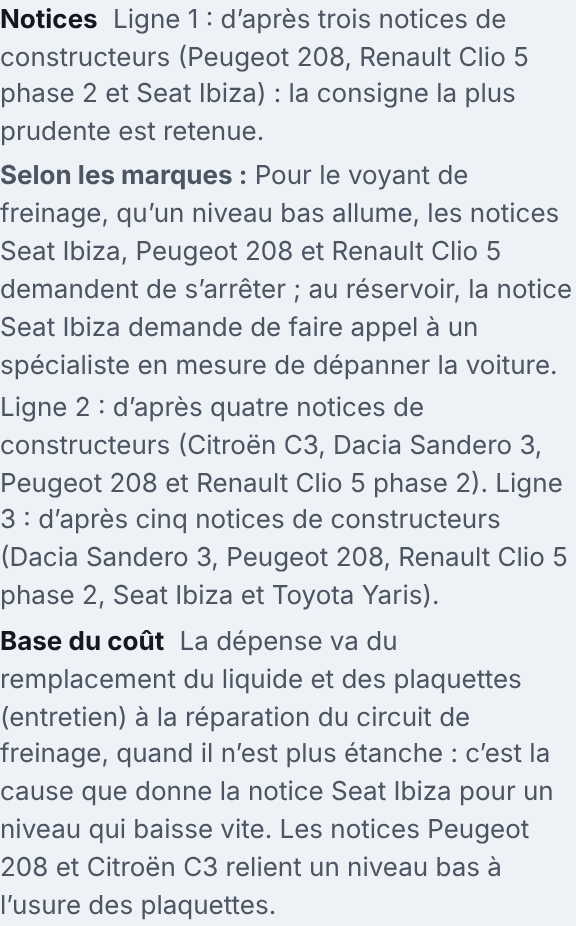 Notices Ligne 1 : d’après trois notices de
constructeurs (Peugeot 208, Renault Clio 5
phase 2 et Seat Ibiza) : la consigne la plus
prudente est retenue.
Selon les marques : Pour le voyant de
freinage, qu’un niveau bas allume, les notices
Seat Ibiza, Peugeot 208 et Renault Clio 5
demandent de s’arrêter ; au réservoir, la notice
Seat Ibiza demande de faire appel à un
spécialiste en mesure de dépanner la voiture.
Ligne 2 : d’après quatre notices de
constructeurs (Citroën C3, Dacia Sandero 3,
Peugeot 208 et Renault Clio 5 phase 2). Ligne
3 : d’après cinq notices de constructeurs
(Dacia Sandero 3, Peugeot 208, Renault Clio 5
phase 2, Seat Ibiza et Toyota Yaris).
Base du coût La dépense va du
remplacement du liquide et des plaquettes
(entretien) à la réparation du circuit de
freinage, quand il n’est plus étanche : c’est la
cause que donne la notice Seat Ibiza pour un
niveau qui baisse vite. Les notices Peugeot
208 et Citroën C3 relient un niveau bas à
l’usure des plaquettes.